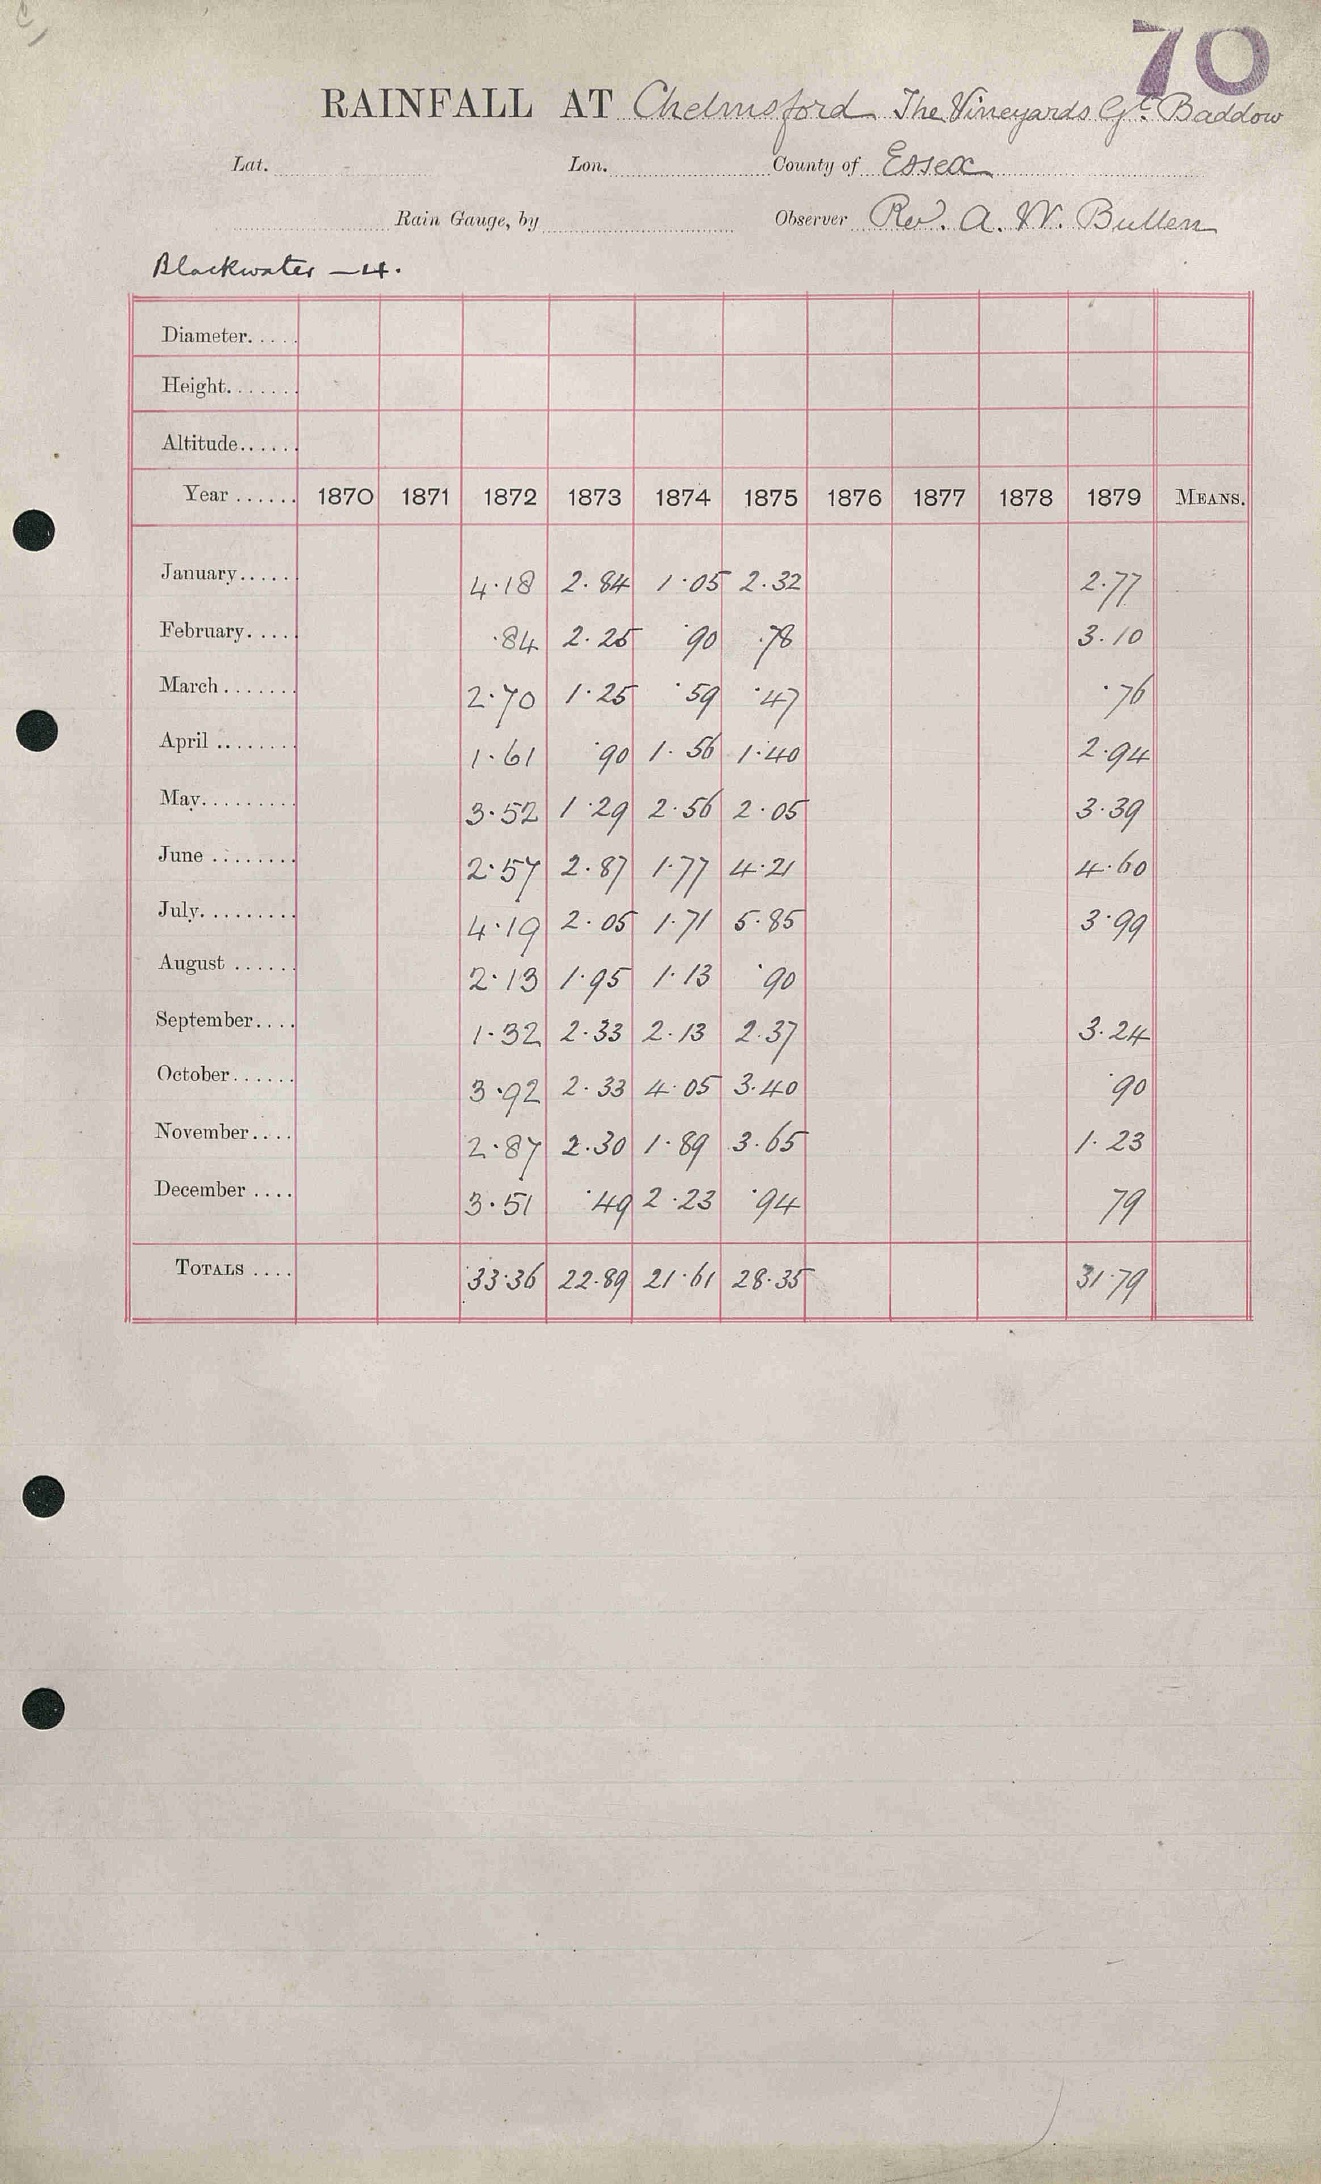 70
RAINFALL AT Chelmsford The Vineyards Gt Baddow
Lat. Lon. County of Essex
Rain Gauge, by Observer Rev. A. W. Bullen
Blackwater — 4.
Diameter.....
Height.......
Altitude......
Year ...... 1870 1871 1872 1873 1874 1875 1876 1877 1878 1879 MEANS.
January...... 4.18 2.84 1.05 2.32 2.77
February..... .84 2.25 .90 .78 3.10
March....... 2.70 1.25 .59 .47 .76
April ........ 1.61 .90 1.56 1.40 2.94
May......... 3.52 1.29 2.56 2.05 3.39
June ........ 2.57 2.87 1.77 4.21 4.60
July......... 4.19 2.05 1.71 5.85 3.99
August ...... 2.13 1.95 1.13 .90
September.... 1.32 2.33 2.13 2.37 3.24
October...... 3.92 2.33 4.05 3.40 .90
November.... 2.87 2.30 1.89 3.65 1.23
December .... 3.51 .49 2.23 .94 79
TOTALS .... 33.36 22.89 21.61 28.35 31.79